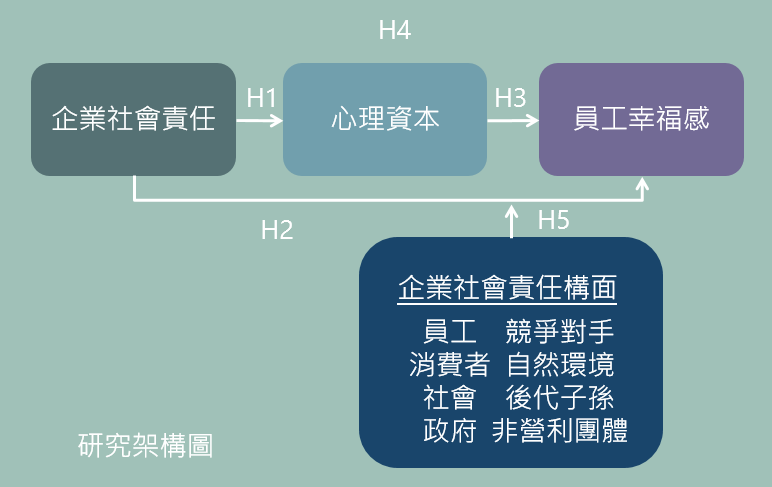 H4
企業社會責任
H1
心理資本
H3
員工幸福感
H2
H5
企業社會責任構面
員工 競爭對手
消費者 自然環境
社會 後代子孫
政府 非營利團體
研究架構圖